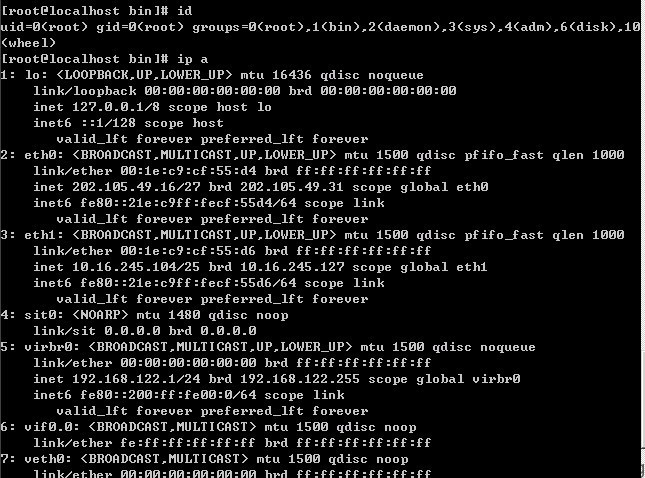 [root@localhost bin]# id
uid=0(root) gid=0(root) groups=0(root),1(bin),2(daemon),3(sys),4(adm),6(disk),10
(wheel)
[root@localhost bin]# ip a
1: lo: <LOOPBACK,UP,LOWER_UP> mtu 16436 qdisc noqueue
    link/loopback 00:00:00:00:00:00 brd 00:00:00:00:00:00
    inet 127.0.0.1/8 scope host lo
    inet6 ::1/128 scope host
       valid_lft forever preferred_lft forever
2: eth0: <BROADCAST,MULTICAST,UP,LOWER_UP> mtu 1500 qdisc pfifo_fast qlen 1000
    link/ether 00:1e:c9:cf:55:d4 brd ff:ff:ff:ff:ff:ff
    inet 202.105.49.16/27 brd 202.105.49.31 scope global eth0
    inet6 fe80::21e:c9ff:fecf:55d4/64 scope link
       valid_lft forever preferred_lft forever
3: eth1: <BROADCAST,MULTICAST,UP,LOWER_UP> mtu 1500 qdisc pfifo_fast qlen 1000
    link/ether 00:1e:c9:cf:55:d6 brd ff:ff:ff:ff:ff:ff
    inet 10.16.245.104/25 brd 10.16.245.127 scope global eth1
    inet6 fe80::21e:c9ff:fecf:55d6/64 scope link
       valid_lft forever preferred_lft forever
4: sit0: <NOARP> mtu 1480 qdisc noop
    link/sit 0.0.0.0 brd 0.0.0.0
5: virbr0: <BROADCAST,MULTICAST,UP,LOWER_UP> mtu 1500 qdisc noqueue
    link/ether 00:00:00:00:00:00 brd ff:ff:ff:ff:ff:ff
    inet 192.168.122.1/24 brd 192.168.122.255 scope global virbr0
    inet6 fe80::200:ff:fe00:0/64 scope link
       valid_lft forever preferred_lft forever
6: vif0.0: <BROADCAST,MULTICAST> mtu 1500 qdisc noop
    link/ether fe:ff:ff:ff:ff:ff brd ff:ff:ff:ff:ff:ff
7: veth0: <BROADCAST,MULTICAST> mtu 1500 qdisc noop
    link/ether 00:00:00:00:00:00 brd ff:ff:ff:ff:ff:ff